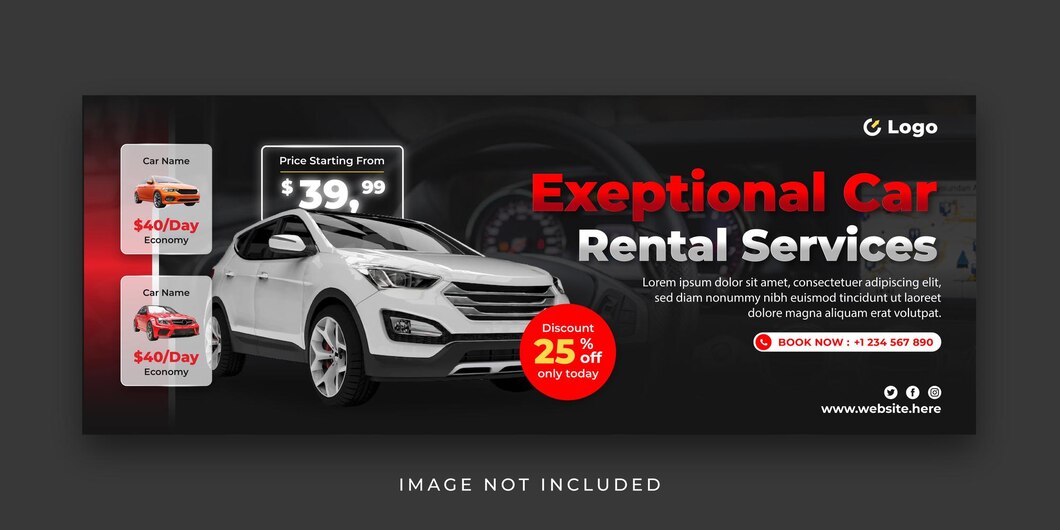 Logo
Car Name
$40/Day
Economy
Car Name
$40/Day
Economy
Price Starting From
$39,99
Exeptional Car
Rental Services
Lorem ipsum dolor sit amet, consectetuer adipiscing elit,
sed diam nonummy nibh euismod tincidunt ut laoreet
dolore magna aliquam erat volutpat.
Discount
25% off
only today
BOOK NOW : +1 234 567 890
www.website.here
IMAGE NOT INCLUDED